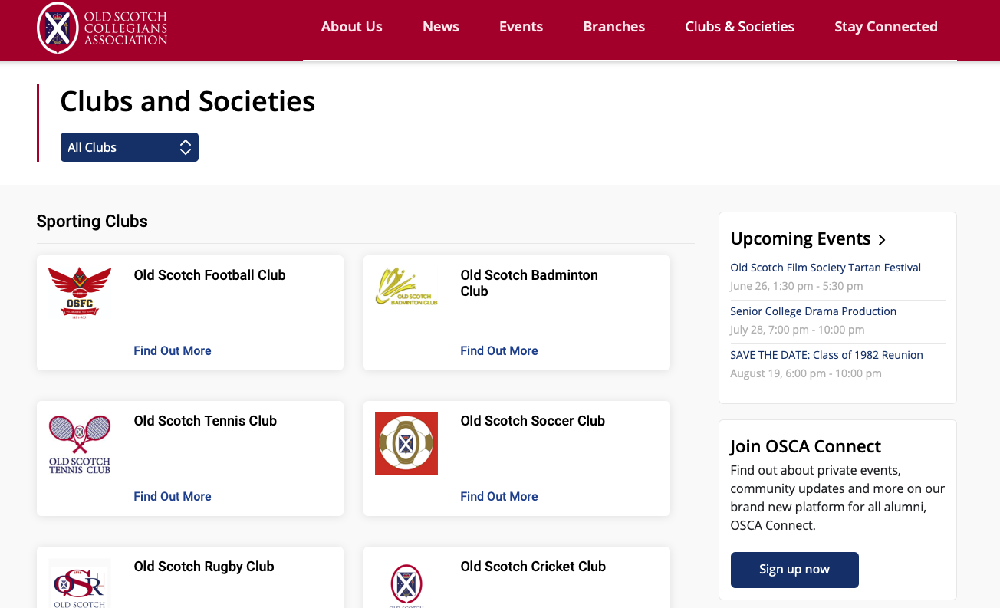 OLD SCOTCH
COLLEGIANS
ASSOCIATION
About Us
News
Events
Branches
Clubs & Societies
Stay Connected
Clubs and Societies
All Clubs
Sporting Clubs
OSFC
Old Scotch Football Club
Find Out More
OLD SCOTCH
BADMINTON CLUB
Old Scotch Badminton
Club
Find Out More
OLD SCOTCH
TENNIS CLUB
Old Scotch Tennis Club
Find Out More
Old Scotch Soccer Club
Find Out More
OSR
OLD SCOTCH
Old Scotch Rugby Club
OLD SCOTCH
Old Scotch Cricket Club
Upcoming Events
Old Scotch Film Society Tartan Festival
June 26, 1:30 pm - 5:30 pm
Senior College Drama Production
July 28, 7:00 pm - 10:00 pm
SAVE THE DATE: Class of 1982 Reunion
August 19, 6:00 pm - 10:00 pm
Join OSCA Connect
Find out about private events,
community updates and more on our
brand new platform for all alumni,
OSCA Connect.
Sign up now